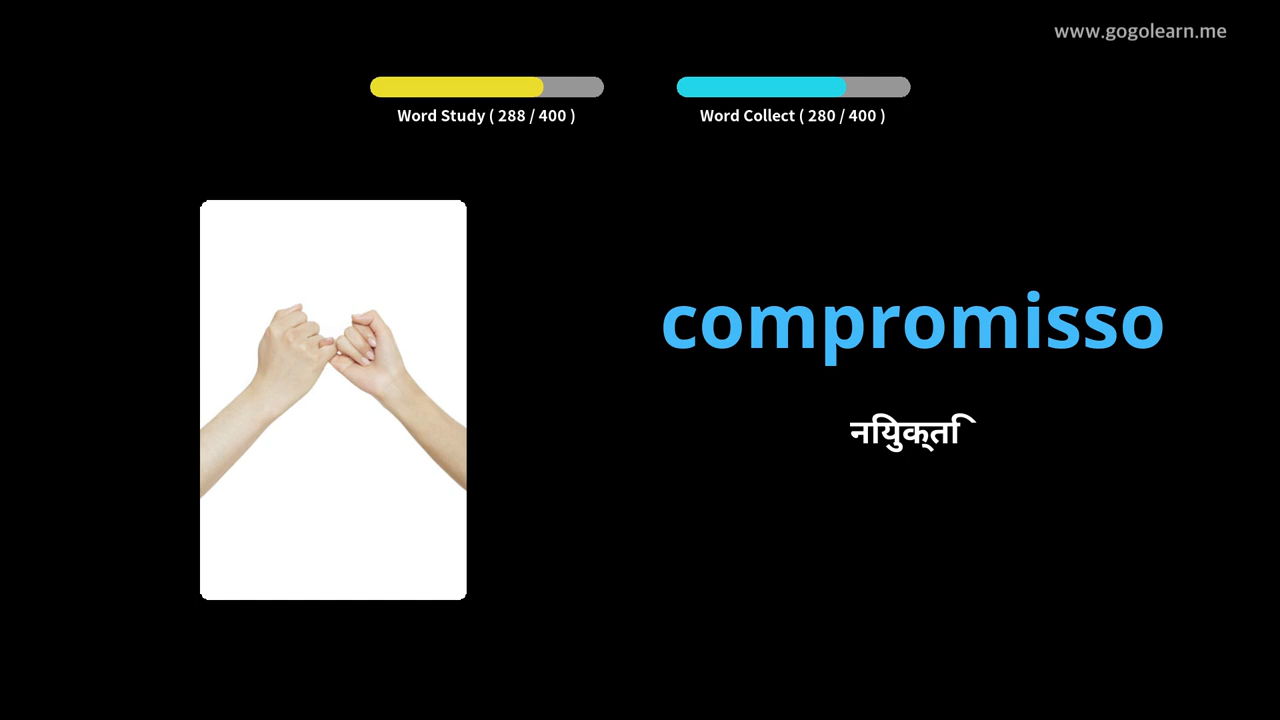 www.gogolearn.me
Word Study ( 288 / 400 )
Word Collect ( 280 / 400 )
compromisso
नियुक्ति